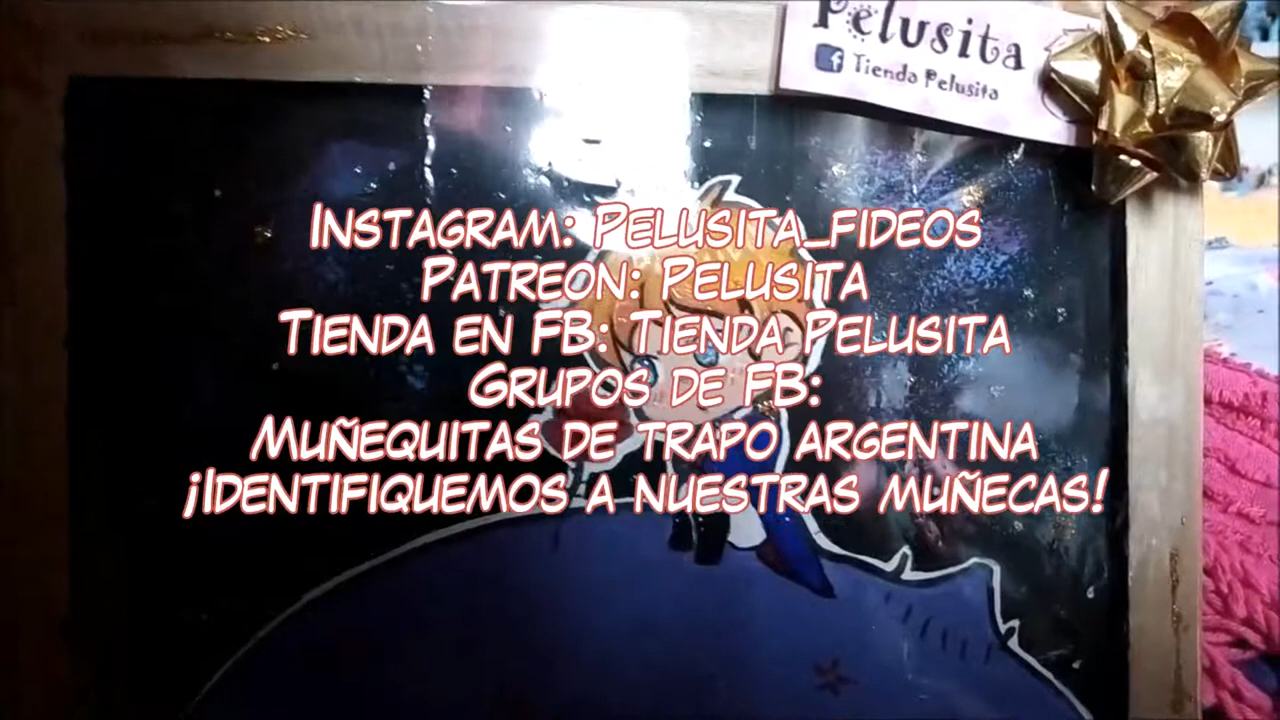 Pelusita
Tienda Pelusita
INSTAGRAM: PELUSITA_FIDEOS
PATREON: PELUSITA
TIENDA EN FB: TIENDA PELUSITA
GRUPOS DE FB:
MUÑEQUITAS DE TRAPO ARGENTINA
¡IDENTIFIQUEMOS A NUESTRAS MUÑECAS!